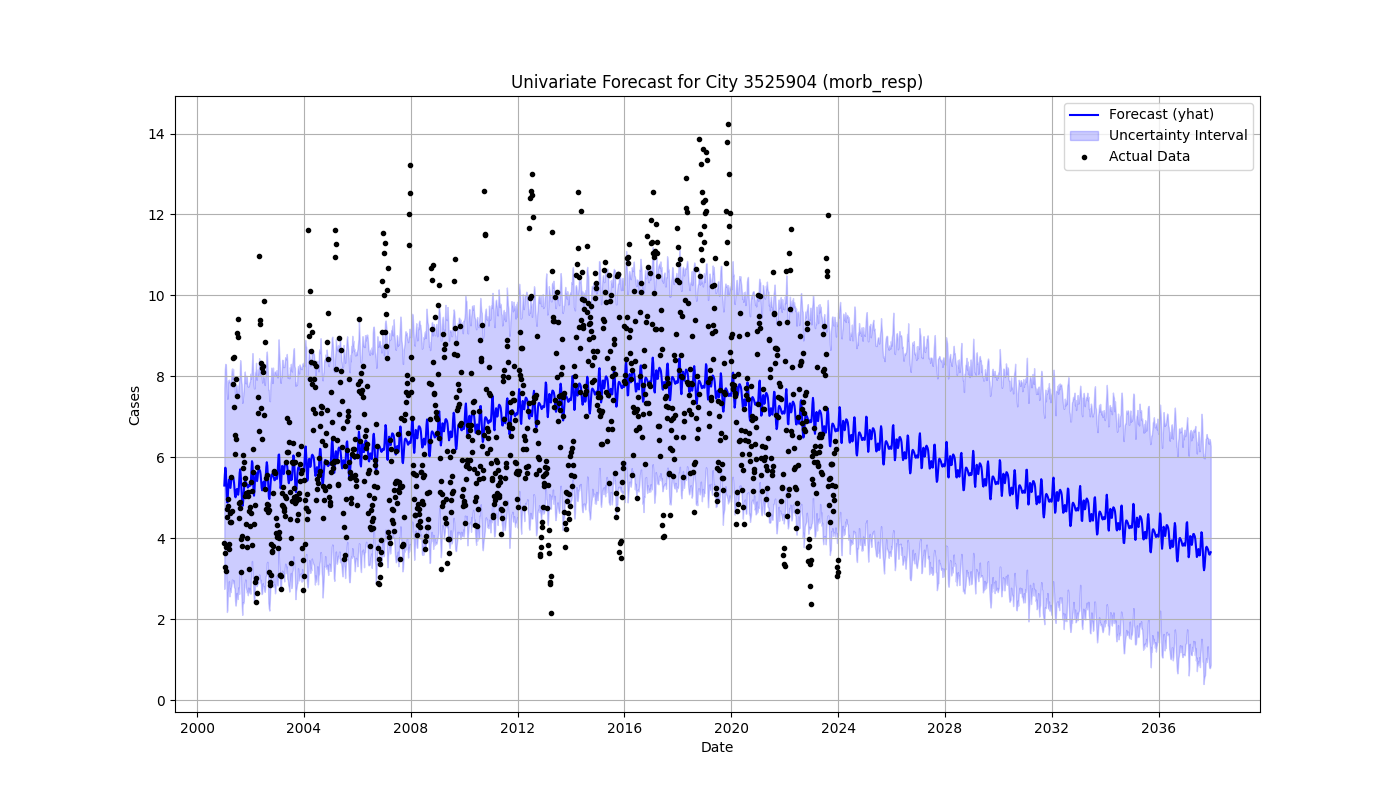 Univariate Forecast for City 3525904 (morb_resp)
Forecast (yhat)
Uncertainty Interval
Actual Data
Cases
14
12
10
8
6
4
2
0
2000 2004 2008 2012 2016 2020 2024 2028 2032 2036
Date